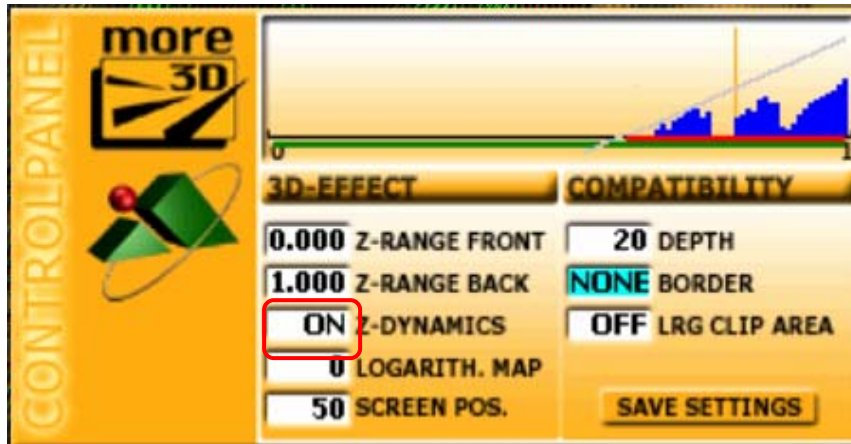 CONTROLPANEL
more
3D
0
1
3D-EFFECT
0.000 Z-RANGE FRONT
1.000 Z-RANGE BACK
ON Z-DYNAMICS
0 LOGARITH. MAP
50 SCREEN POS.
COMPATIBILITY
20 DEPTH
NONE BORDER
OFF LRG CLIP AREA
SAVE SETTINGS